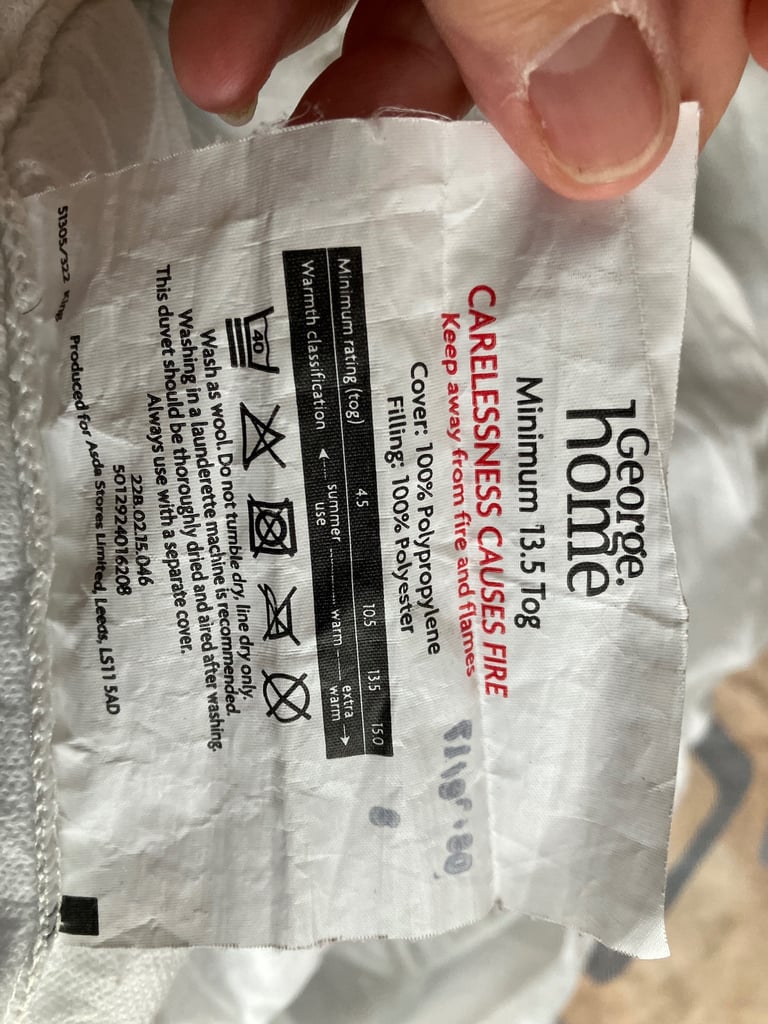 George.
home
Minimum 13.5 Tog
CARELESSNESS CAUSES FIRE
Keep away from fire and flames
Cover: 100% Polypropylene
Filling: 100% Polyester
Minimum rating (tog) 4.5 10.5 13.5 15.0
Warmth classification summer use warm extra warm
40
Wash as wool. Do not tumble dry, line dry only.
Washing in a launderette machine is recommended.
This duvet should be thoroughly dried and aired after washing.
Always use with a separate cover.
228.02.15.046
5012924016208
Produced for Asda Stores Limited, Leeds, LS11 5AD
51305/322 King